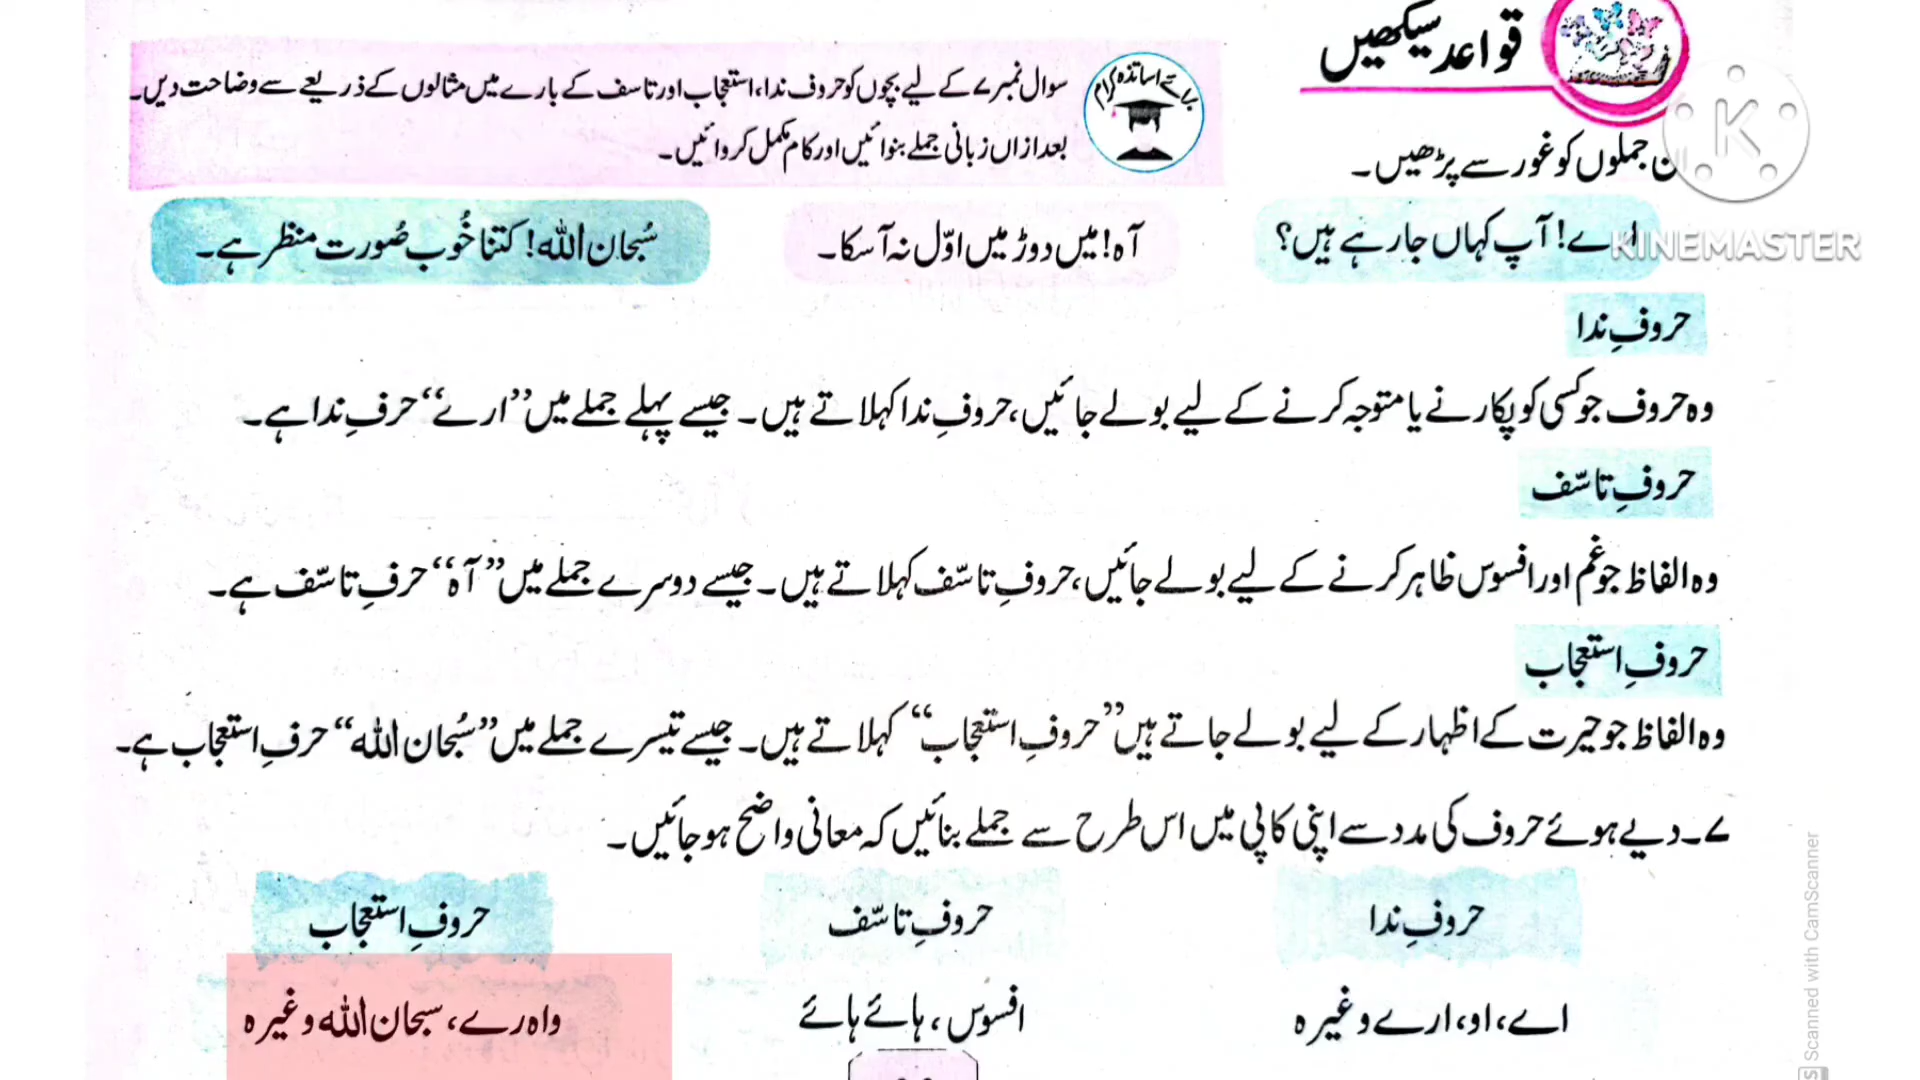 قواعد سیکھیں
برائے اساتذہ کرام
سوال نمبر ۷ کے لیے بچوں کو حروف ندا، استعجاب اور تاسف کے بارے میں مثالوں کے ذریعے سے وضاحت دیں۔
بعد ازاں زبانی جملے بنوائیں اور کام مکمل کروائیں۔
ن جملوں کو غور سے پڑھیں۔
K
KINEMASTER
ارے! آپ کہاں جا رہے ہیں؟
آہ! میں دوڑ میں اوّل نہ آ سکا۔
سُبحان اللہ! کتنا خُوب صُورت منظر ہے۔
حروفِ ندا
وہ حروف جو کسی کو پکارنے یا متوجہ کرنے کے لیے بولے جائیں، حروفِ ندا کہلاتے ہیں۔ جیسے پہلے جملے میں ”ارے“ حرفِ ندا ہے۔
حروفِ تاسّف
وہ الفاظ جو غم اور افسوس ظاہر کرنے کے لیے بولے جائیں، حروفِ تاسّف کہلاتے ہیں۔ جیسے دوسرے جملے میں ”آہ“ حرفِ تاسّف ہے۔
حروفِ استعجاب
وہ الفاظ جو حیرت کے اظہار کے لیے بولے جاتے ہیں ”حروفِ استعجاب“ کہلاتے ہیں۔ جیسے تیسرے جملے میں ”سُبحان اللہ“ حرفِ استعجاب ہے۔
۷۔ دیے ہوئے حروف کی مدد سے اپنی کاپی میں اس طرح سے جملے بنائیں کہ معانی واضح ہو جائیں۔
حروفِ ندا
حروفِ تاسّف
حروفِ استعجاب
اے، او، ارے وغیرہ
افسوس، ہائے ہائے
واہ رے، سبحان اللہ وغیرہ
Scanned with CamScanner